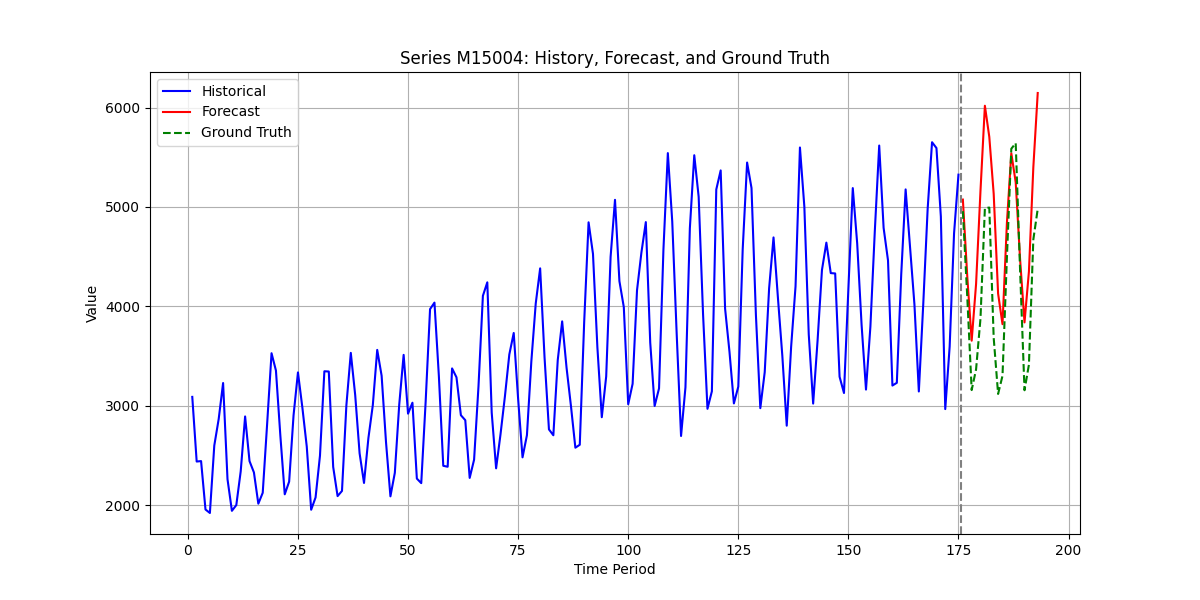 Series M15004: History, Forecast, and Ground Truth
Historical
Forecast
Ground Truth
6000
5000
4000
3000
2000
Value
0 25 50 75 100 125 150 175 200
Time Period